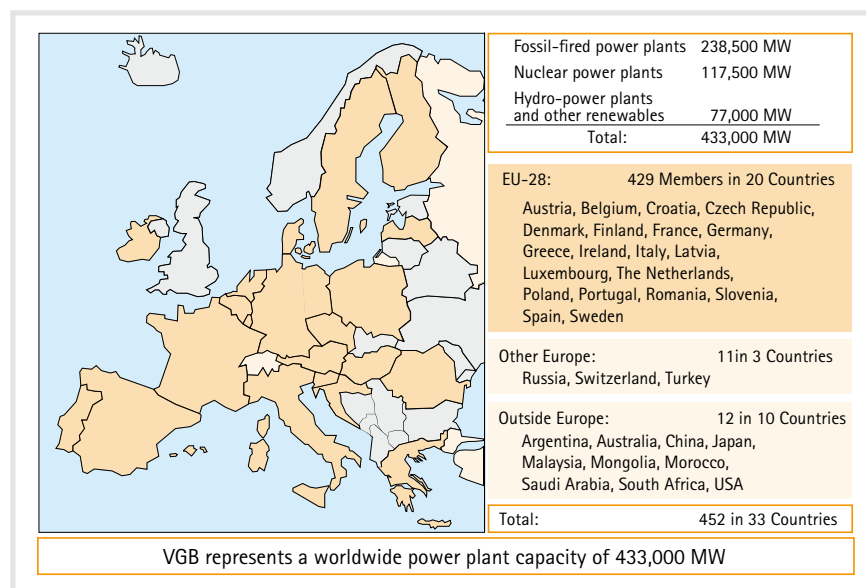 Fossil-fired power plants 238,500 MW
Nuclear power plants 117,500 MW
Hydro-power plants
and other renewables 77,000 MW
Total: 433,000 MW
EU-28: 429 Members in 20 Countries
Austria, Belgium, Croatia, Czech Republic,
Denmark, Finland, France, Germany,
Greece, Ireland, Italy, Latvia,
Luxembourg, The Netherlands,
Poland, Portugal, Romania, Slovenia,
Spain, Sweden
Other Europe: 11in 3 Countries
Russia, Switzerland, Turkey
Outside Europe: 12 in 10 Countries
Argentina, Australia, China, Japan,
Malaysia, Mongolia, Morocco,
Saudi Arabia, South Africa, USA
Total: 452 in 33 Countries
VGB represents a worldwide power plant capacity of 433,000 MW